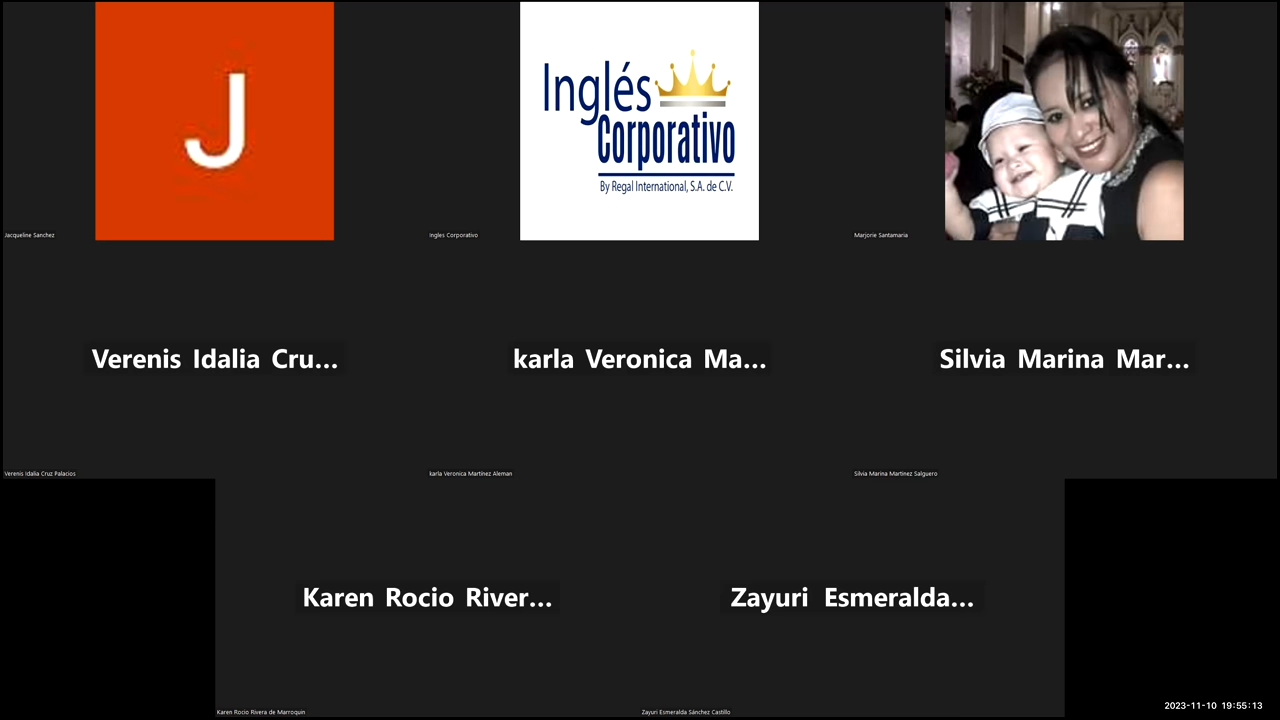 J
Inglés
Corporativo
By Regal International, S.A. de C.V.
Jacqueline Sanchez
Ingles Corporativo
Marjorie Santamaria
Verenis Idalia Cru...
karla Veronica Ma...
Silvia Marina Mar...
Verenis Idalia Cruz Palacios
karla Veronica Martínez Aleman
Silvia Marina Martinez Salguero
Karen Rocio River...
Zayuri Esmeralda...
Karen Rocio Rivera de Marroquin
Zayuri Esmeralda Sánchez Castillo
2023-11-10 19:55:13